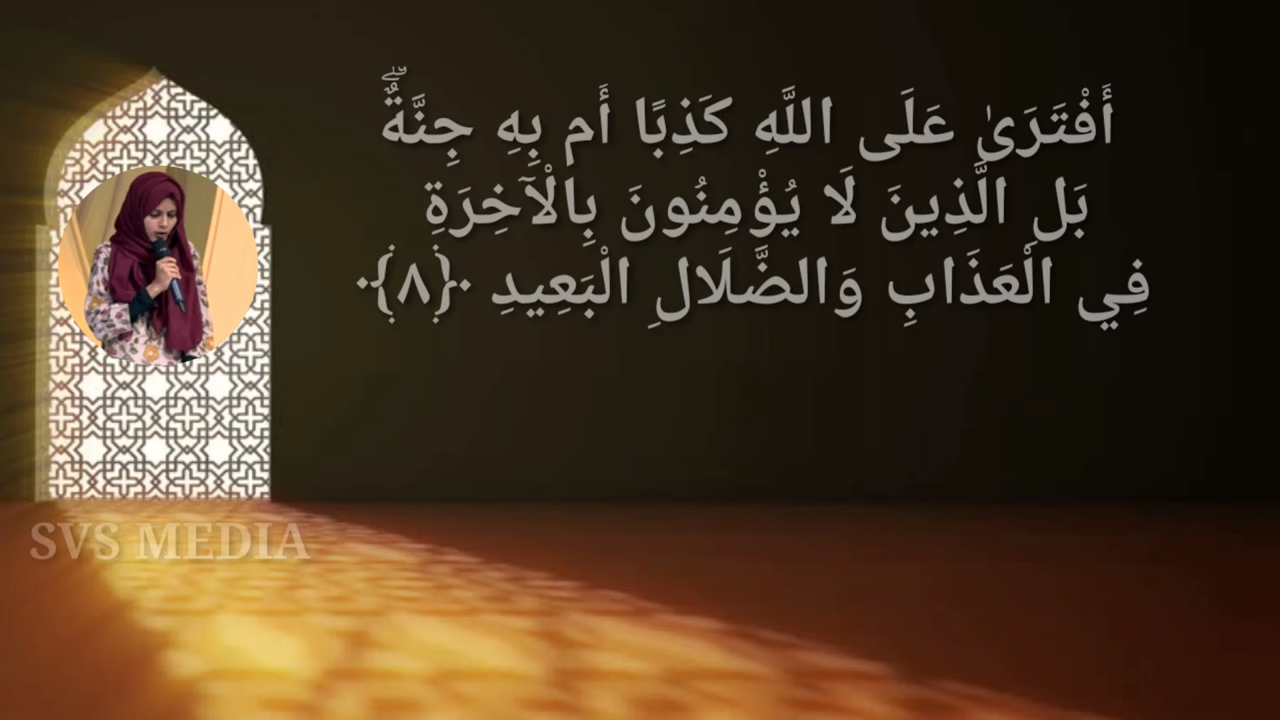 أَفْتَرَىٰ عَلَى اللَّهِ كَذِبًا أَم بِهِ جِنَّةٌ ۗ
بَلِ الَّذِينَ لَا يُؤْمِنُونَ بِالْآخِرَةِ
فِي الْعَذَابِ وَالضَّلَالِ الْبَعِيدِ ﴿٨﴾
SVS MEDIA